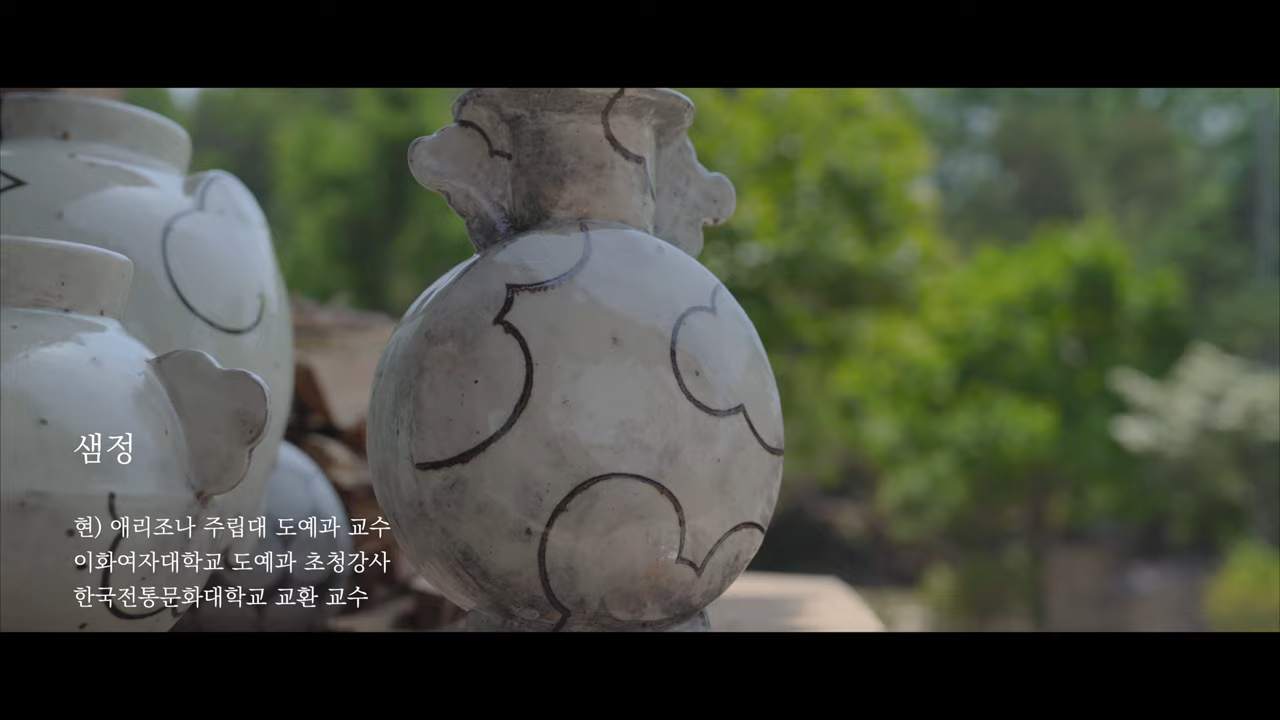 샘정
현) 애리조나 주립대 도예과 교수
이화여자대학교 도예과 초청강사
한국전통문화대학교 교환 교수